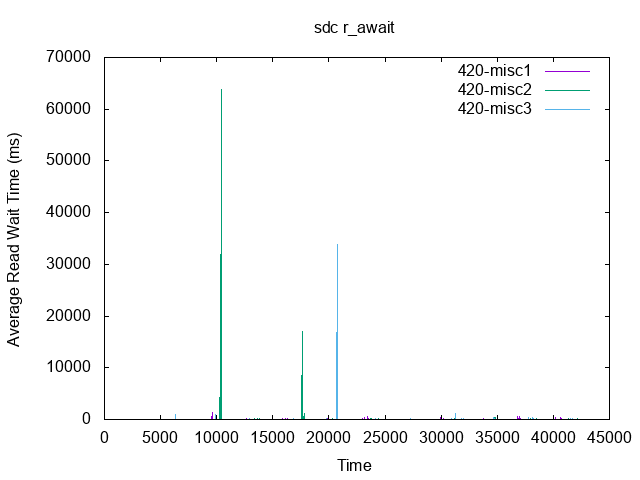 sdc r_await
70000
60000
50000
40000
30000
20000
10000
0
Average Read Wait Time (ms)
420-misc1
420-misc2
420-misc3
0 5000 10000 15000 20000 25000 30000 35000 40000 45000
Time